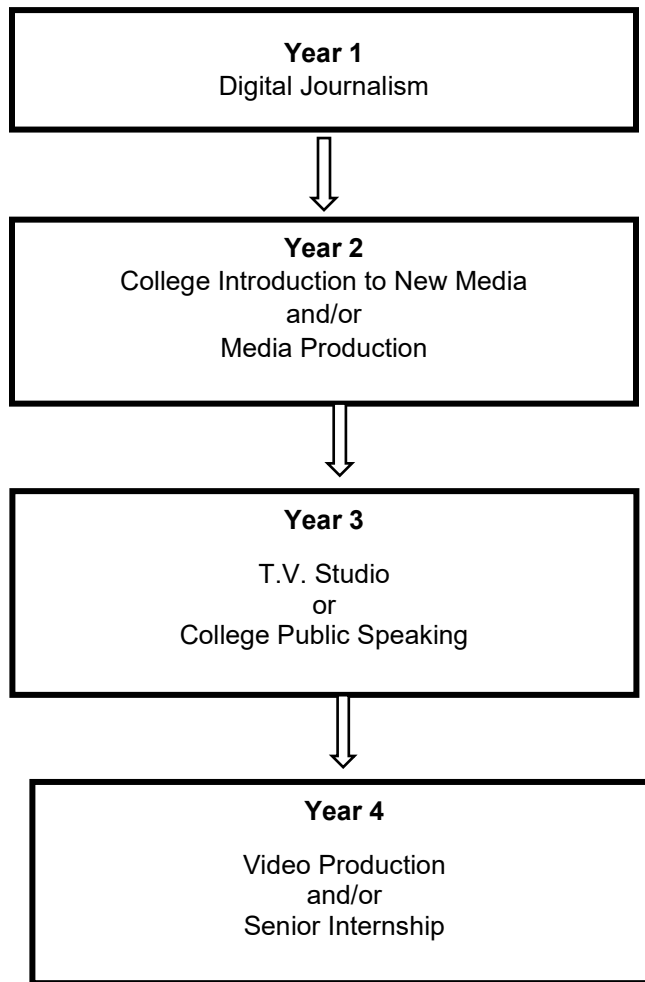 Year 1
Digital Journalism
Year 2
College Introduction to New Media
and/or
Media Production
Year 3
T.V. Studio
or
College Public Speaking
Year 4
Video Production
and/or
Senior Internship